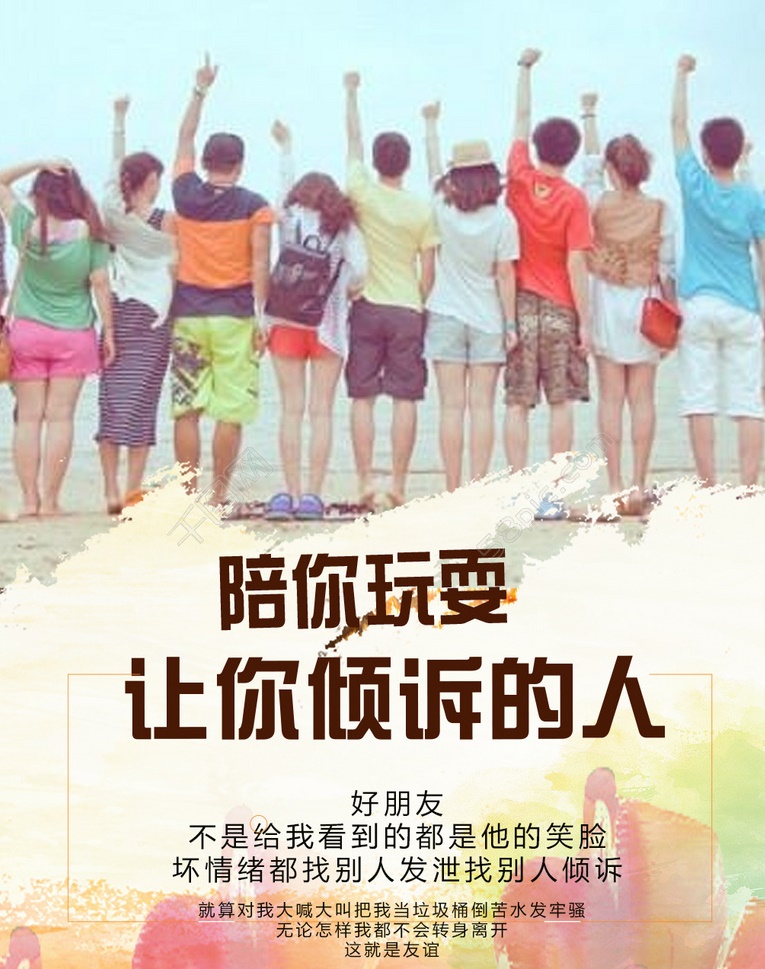 陪你玩耍
让你倾诉的人
好朋友
不是给我看到的都是他的笑脸
坏情绪都找别人发泄找别人倾诉
就算对我大喊大叫把我当垃圾桶倒苦水发牢骚
无论怎样我都不会转身离开
这就是友谊